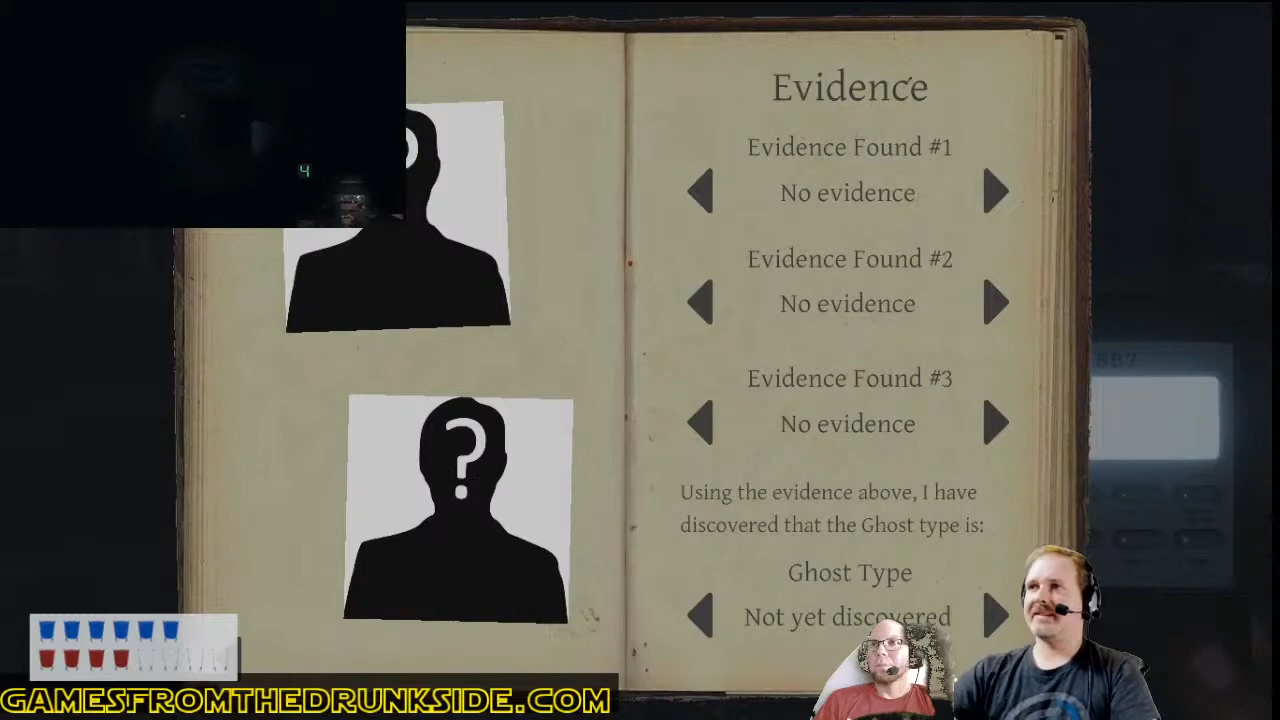 Evidence
Evidence Found #1
No evidence
Evidence Found #2
No evidence
Evidence Found #3
No evidence
Using the evidence above, I have
discovered that the Ghost type is:
Ghost Type
Not yet discovered
4
?
GAMESFROMTHEDRUNKSIDE.COM